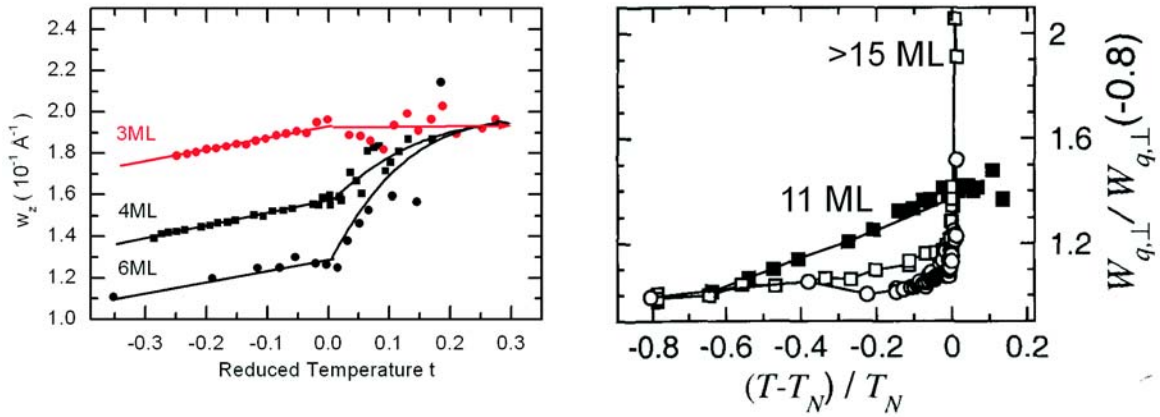 2.4
2.2
2.0
1.8
1.6
1.4
1.2
1.0
w_z ( 10⁻¹ A⁻¹)
3ML
4ML
6ML
-0.3 -0.2 -0.1 0.0 0.1 0.2 0.3
Reduced Temperature t
>15 ML
11 ML
2
1.6
1.2
W_{q,T} / W_{q,T} (-0.8)
-0.8 -0.6 -0.4 -0.2 0 0.2
(T-T_N) / T_N